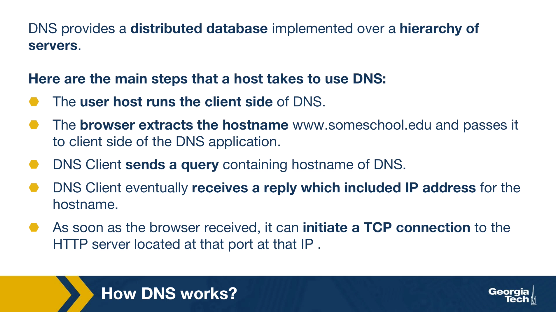 DNS provides a distributed database implemented over a hierarchy of
servers.
Here are the main steps that a host takes to use DNS:
The user host runs the client side of DNS.
The browser extracts the hostname www.someschool.edu and passes it
to client side of the DNS application.
DNS Client sends a query containing hostname of DNS.
DNS Client eventually receives a reply which included IP address for the
hostname.
As soon as the browser received, it can initiate a TCP connection to the
HTTP server located at that port at that IP .
How DNS works?
Georgia
Tech